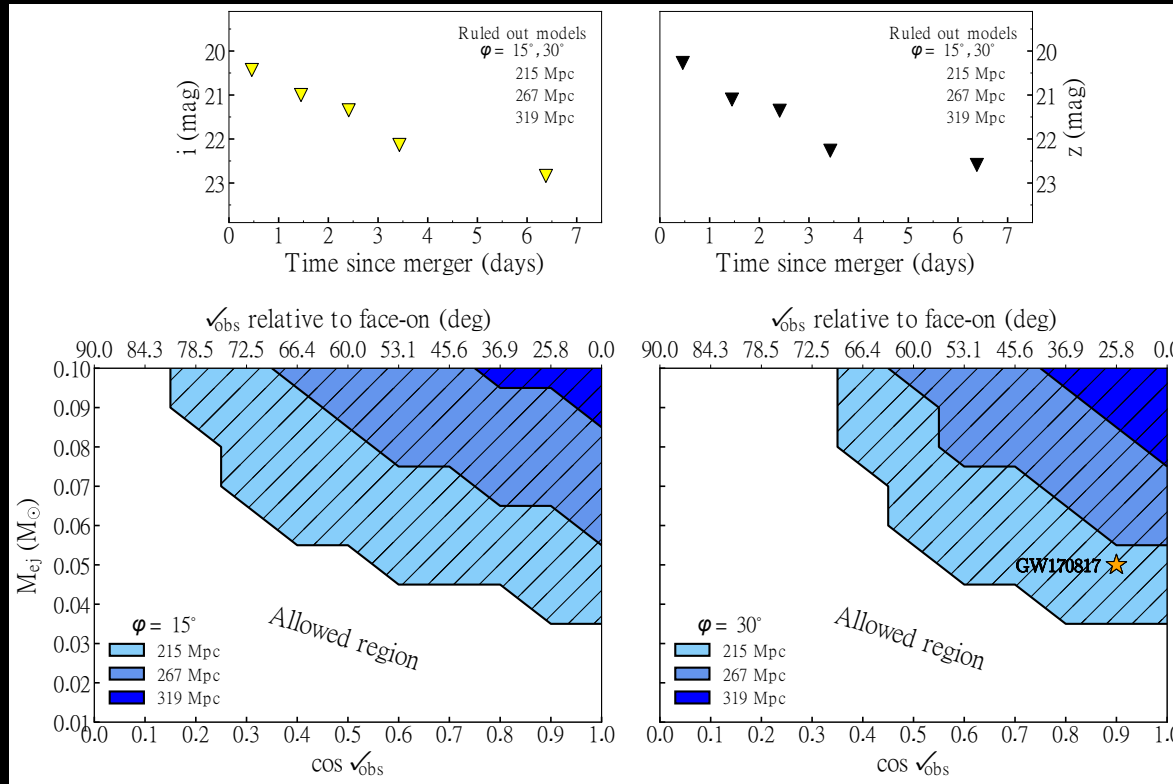 Ruled out models
φ = 15°, 30°
215 Mpc
267 Mpc
319 Mpc
20
21
22
23
i (mag)
0 1 2 3 4 5 6 7
Time since merger (days)
Ruled out models
φ = 15°, 30°
215 Mpc
267 Mpc
319 Mpc
20
21
22
23
z (mag)
0 1 2 3 4 5 6 7
Time since merger (days)
✓obs relative to face-on (deg)
90.0 84.3 78.5 72.5 66.4 60.0 53.1 45.6 36.9 25.8 0.0
0.10
0.09
0.08
0.07
0.06
0.05
0.04
0.03
0.02
0.01
Mej (M⊙)
Allowed region
φ = 15°
215 Mpc
267 Mpc
319 Mpc
0.0 0.1 0.2 0.3 0.4 0.5 0.6 0.7 0.8 0.9 1.0
cos ✓obs
✓obs relative to face-on (deg)
90.0 84.3 78.5 72.5 66.4 60.0 53.1 45.6 36.9 25.8 0.0
GW170817
Allowed region
φ = 30°
215 Mpc
267 Mpc
319 Mpc
0.0 0.1 0.2 0.3 0.4 0.5 0.6 0.7 0.8 0.9 1.0
cos ✓obs